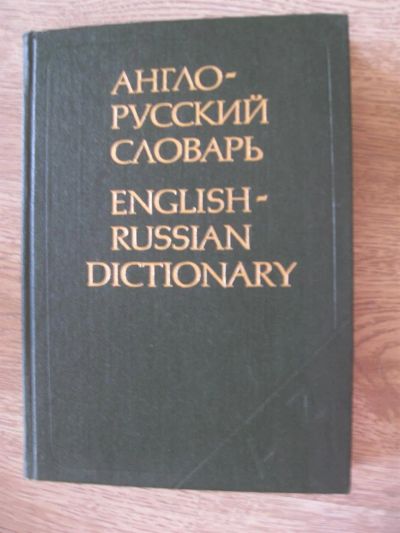 АНГЛО-
РУССКИЙ
СЛОВАРЬ
ENGLISH-
RUSSIAN
DICTIONARY